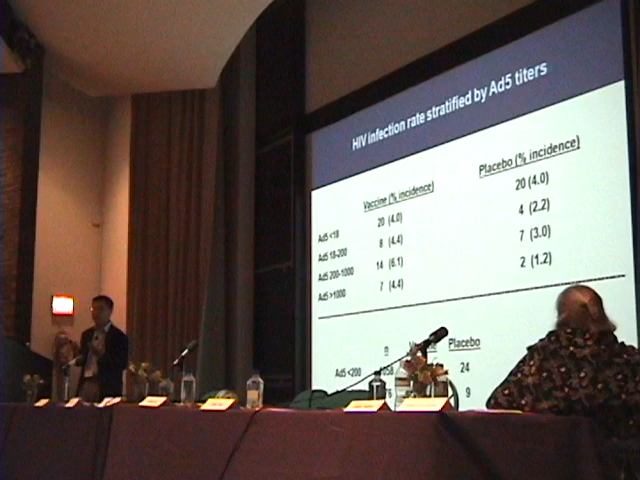 HIV infection rate stratified by Ad5 titers
Vaccine (% incidence) Placebo (% incidence)
Ad5 <18 20 (4.0) 20 (4.0)
Ad5 18-200 8 (4.4) 4 (2.2)
Ad5 200-1000 14 (6.1) 7 (3.0)
Ad5 >1000 7 (4.4) 2 (1.2)
n Placebo
Ad5 <200 24
9